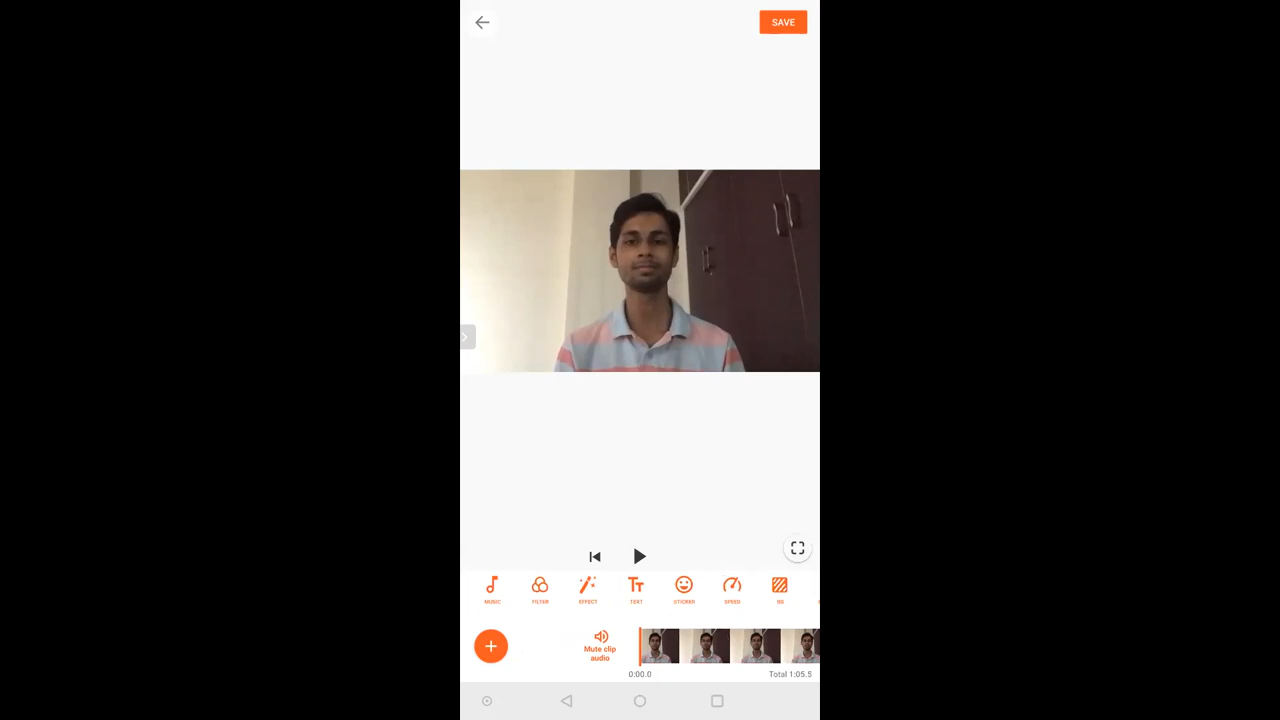 SAVE
MUSIC FILTER EFFECT TEXT STICKER SPEED BG
Mute clip
audio
0:00.0 Total 1:05.5